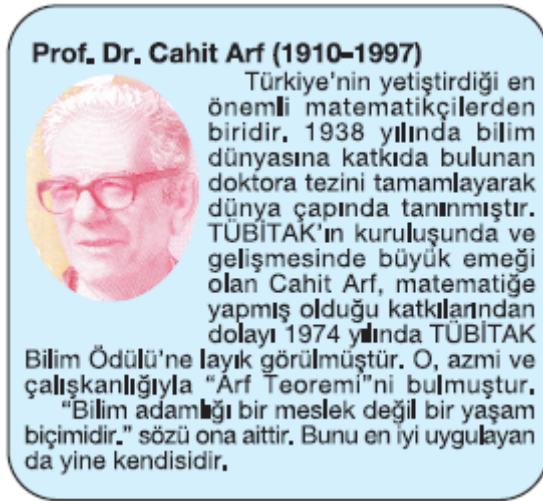 Prof. Dr. Cahit Arf (1910–1997)
Türkiye'nin yetiştirdiği en
önemli matematikçilerden
biridir. 1938 yılında bilim
dünyasına katkıda bulunan
doktora tezini tamamlayarak
dünya çapında tanınmıştır.
TÜBİTAK'ın kuruluşunda ve
gelişmesinde büyük emeği
olan Cahit Arf, matematiğe
yapmış olduğu katkılarından
dolayı 1974 yılında TÜBİTAK
Bilim Ödülü'ne layık görülmüştür. O, azmi ve
çalışkanlığıyla “Arf Teoremi”ni bulmuştur.
“Bilim adamlığı bir meslek değil bir yaşam
biçimidir.” sözü ona aittir. Bunu en iyi uygulayan
da yine kendisidir.